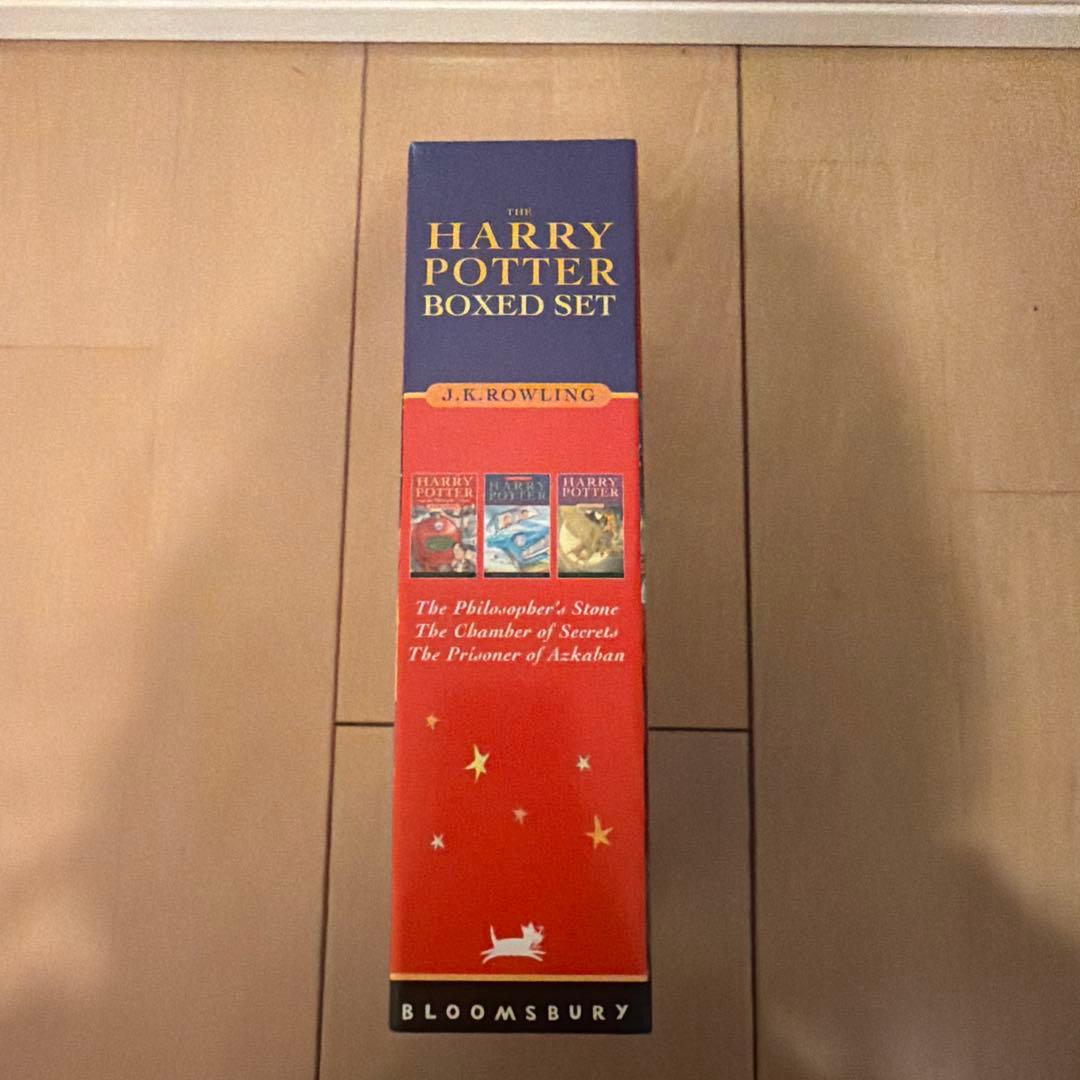 THE
HARRY
POTTER
BOXED SET
J.K.ROWLING
HARRY
POTTER
HARRY
POTTER
HARRY
POTTER
The Philosopher's Stone
The Chamber of Secrets
The Prisoner of Azkaban
BLOOMSBURY